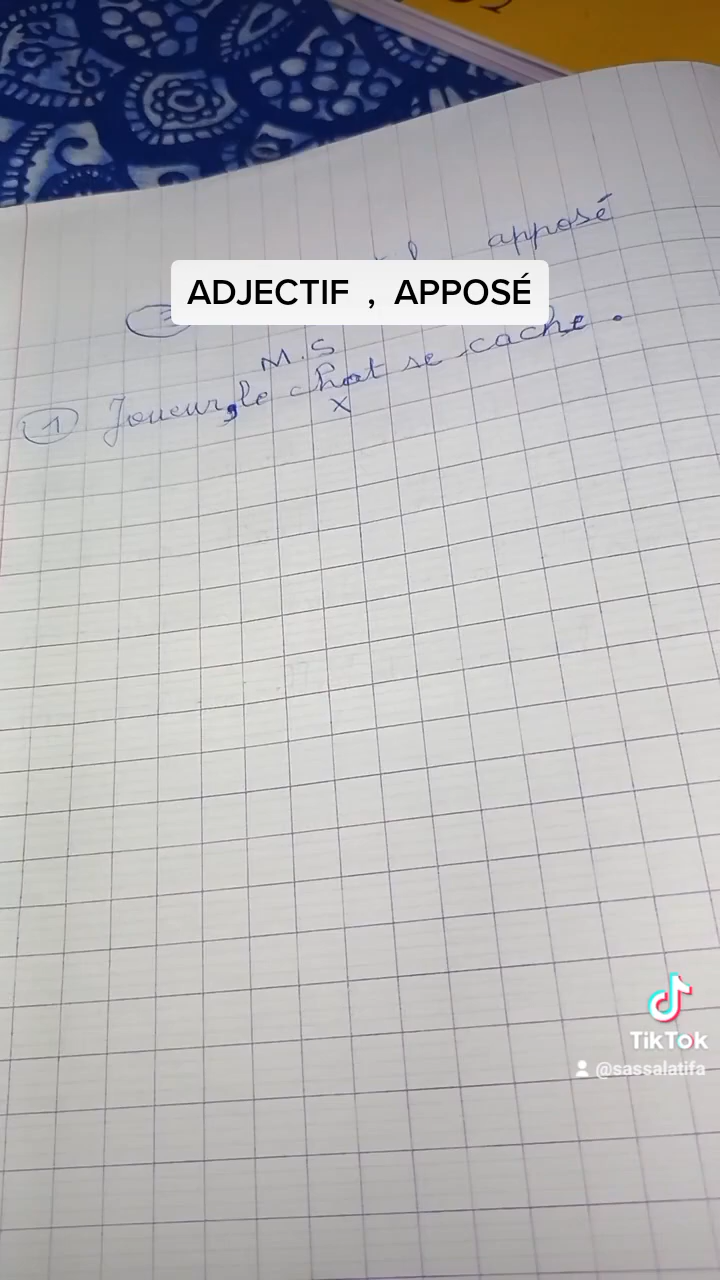 apposé
ADJECTIF , APPOSÉ
M.S
① Joueur, le chat se cache .
x
TikTok
@sassalatifa